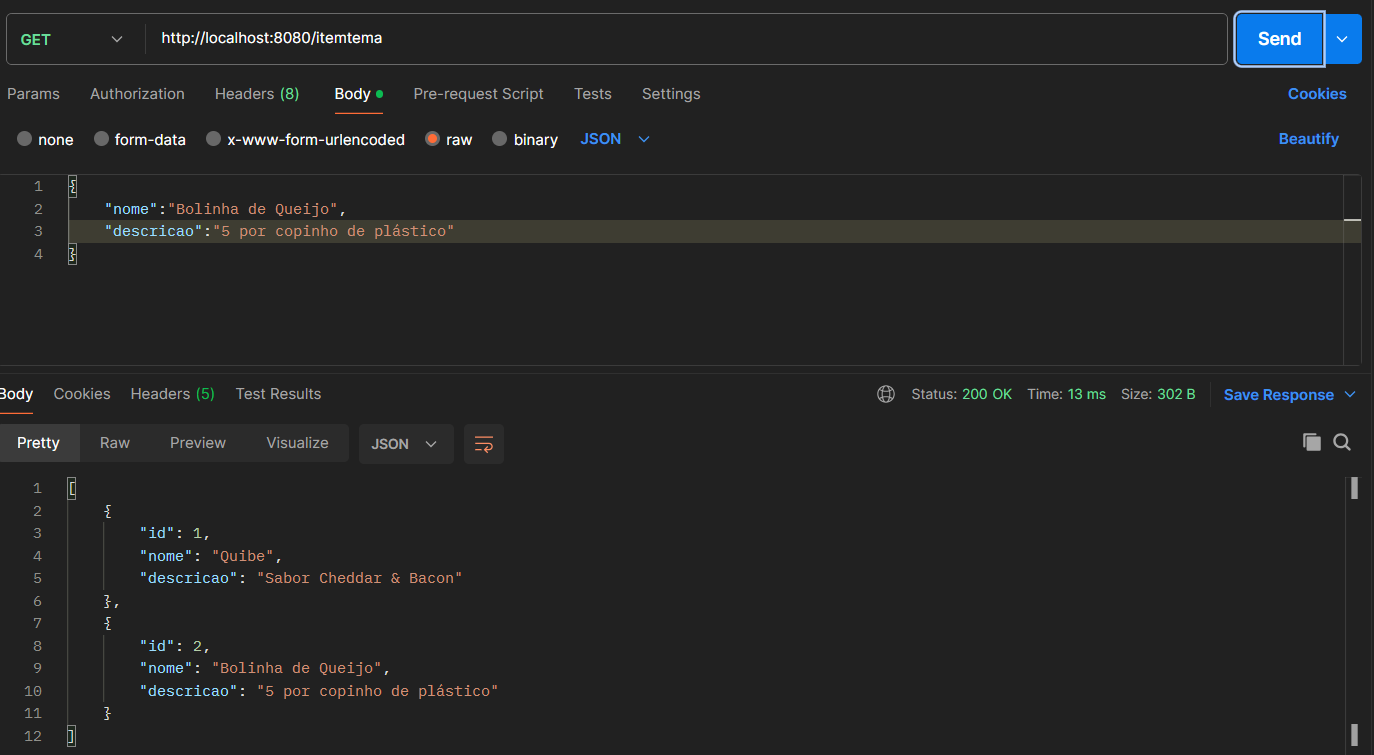 GET http://localhost:8080/itemtema Send
Params Authorization Headers (8) Body Pre-request Script Tests Settings Cookies
none form-data x-www-form-urlencoded raw binary JSON Beautify
1 {
2 "nome":"Bolinha de Queijo",
3 "descricao":"5 por copinho de plástico"
4 }
Body Cookies Headers (5) Test Results Status: 200 OK Time: 13 ms Size: 302 B Save Response
Pretty Raw Preview Visualize JSON
1 [
2 {
3 "id": 1,
4 "nome": "Quibe",
5 "descricao": "Sabor Cheddar & Bacon"
6 },
7 {
8 "id": 2,
9 "nome": "Bolinha de Queijo",
10 "descricao": "5 por copinho de plástico"
11 }
12 ]